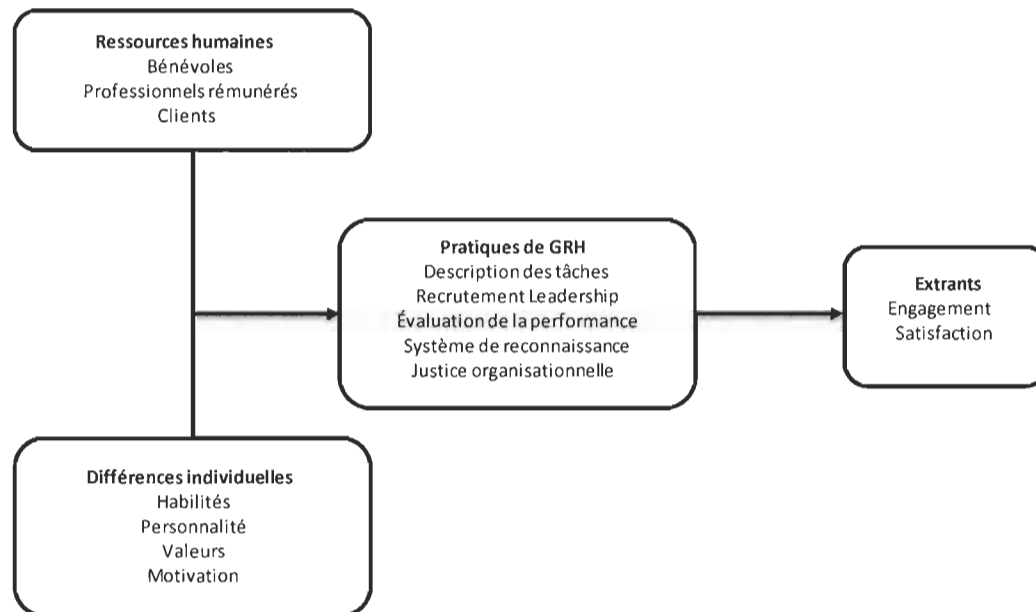 Ressources humaines
Bénévoles
Professionnels rémunérés
Clients
Pratiques de GRH
Description des tâches
Recrutement Leadership
Évaluation de la performance
Système de reconnaissance
Justice organisationnelle
Extrants
Engagement
Satisfaction
Différences individuelles
Habilités
Personnalité
Valeurs
Motivation